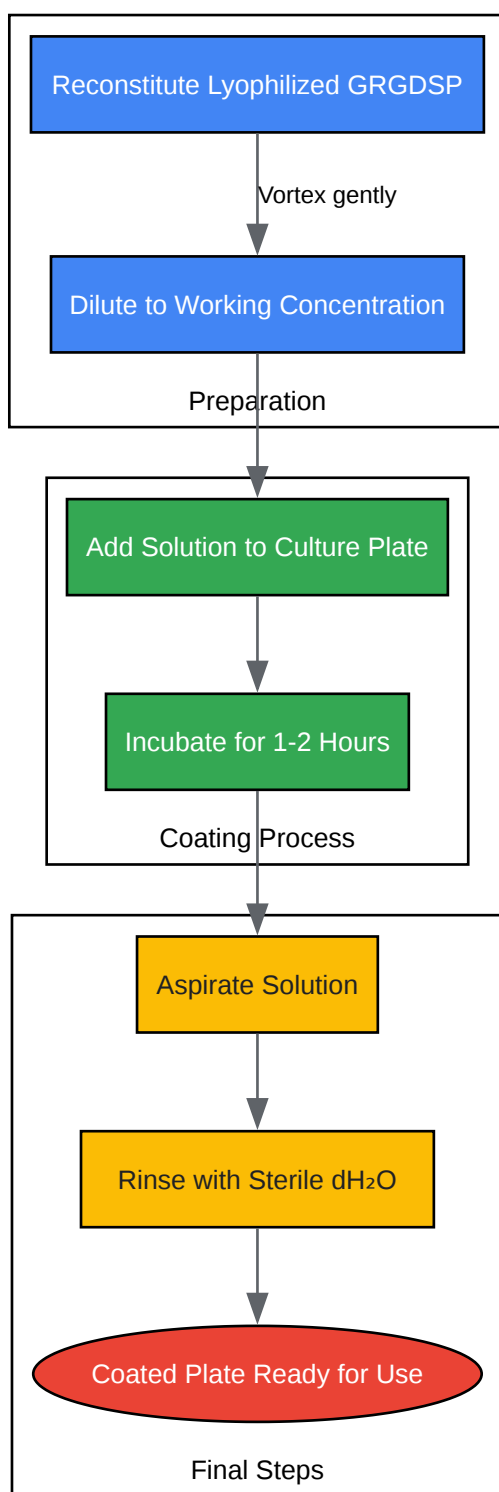 Reconstitute Lyophilized GRGDSP
Vortex gently
Dilute to Working Concentration
Preparation
Add Solution to Culture Plate
Incubate for 1-2 Hours
Coating Process
Aspirate Solution
Rinse with Sterile dH₂O
Coated Plate Ready for Use
Final Steps